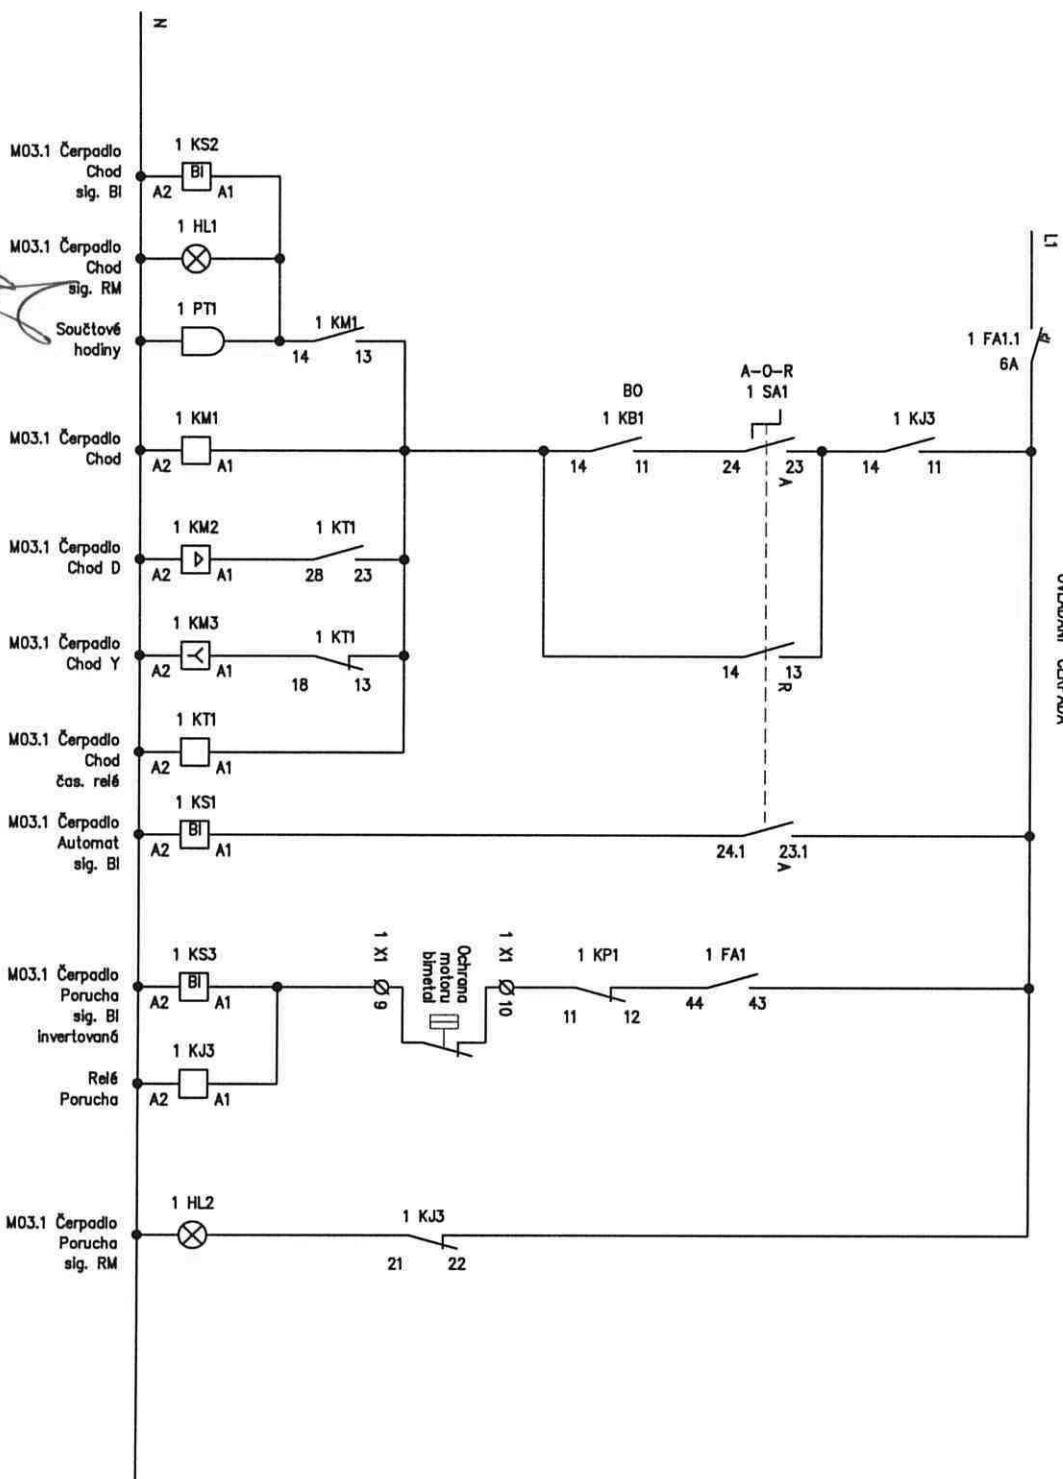 N
L1
1 KS2
M03.1 Čerpadlo
Chod
sig. BI
BI
A2
A1
1 HL1
M03.1 Čerpadlo
Chod
sig. RM
1 PT1
Součtové
hodiny
1 KM1
14
13
1 FA1.1
6A
A-O-R
1 SA1
BO
1 KB1
1 KJ3
1 KM1
M03.1 Čerpadlo
Chod
A2
A1
14
11
24
23
A
14
11
1 KM2
1 KT1
M03.1 Čerpadlo
Chod D
A2
A1
28
23
1 KM3
1 KT1
M03.1 Čerpadlo
Chod Y
A2
A1
18
13
14
13
R
1 KT1
M03.1 Čerpadlo
Chod
čas. relé
A2
A1
1 KS1
M03.1 Čerpadlo
Automat
sig. BI
BI
A2
A1
24.1
23.1
A
1 KS3
M03.1 Čerpadlo
Porucha
sig. BI
invertovaná
BI
A2
A1
1 X1
9
Ochrana
motoru
bimetal
1 X1
10
1 KP1
11
12
1 FA1
44
43
1 KJ3
Relé
Porucha
A2
A1
1 HL2
M03.1 Čerpadlo
Porucha
sig. RM
1 KJ3
21
22